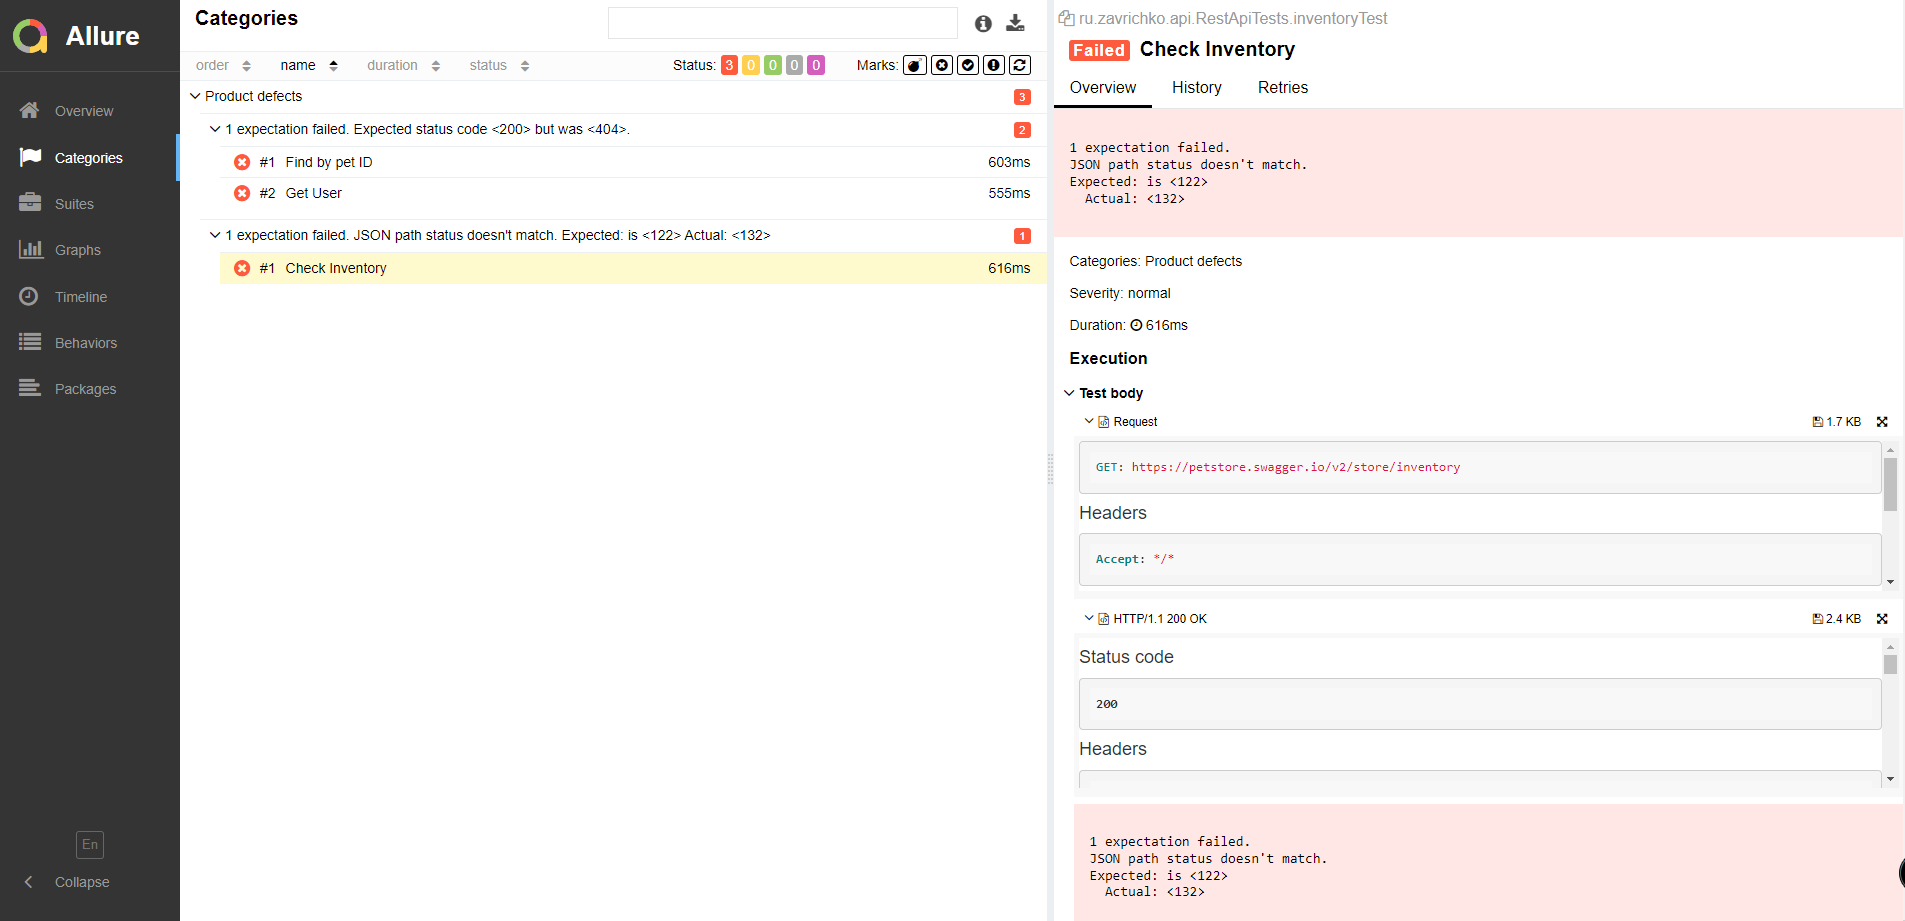 Allure
Overview
Categories
Suites
Graphs
Timeline
Behaviors
Packages
En
Collapse
Categories
order name duration status Status: 3 0 0 0 0 Marks:
Product defects 3
1 expectation failed. Expected status code <200> but was <404>. 2
#1 Find by pet ID 603ms
#2 Get User 555ms
1 expectation failed. JSON path status doesn't match. Expected: is <122> Actual: <132> 1
#1 Check Inventory 616ms
ru.zavrichko.api.RestApiTests.inventoryTest
Failed Check Inventory
Overview History Retries
1 expectation failed.
JSON path status doesn't match.
Expected: is <122>
Actual: <132>
Categories: Product defects
Severity: normal
Duration: 616ms
Execution
Test body
Request 1.7 KB
GET: https://petstore.swagger.io/v2/store/inventory
Headers
Accept: */*
HTTP/1.1 200 OK 2.4 KB
Status code
200
Headers
1 expectation failed.
JSON path status doesn't match.
Expected: is <122>
Actual: <132>